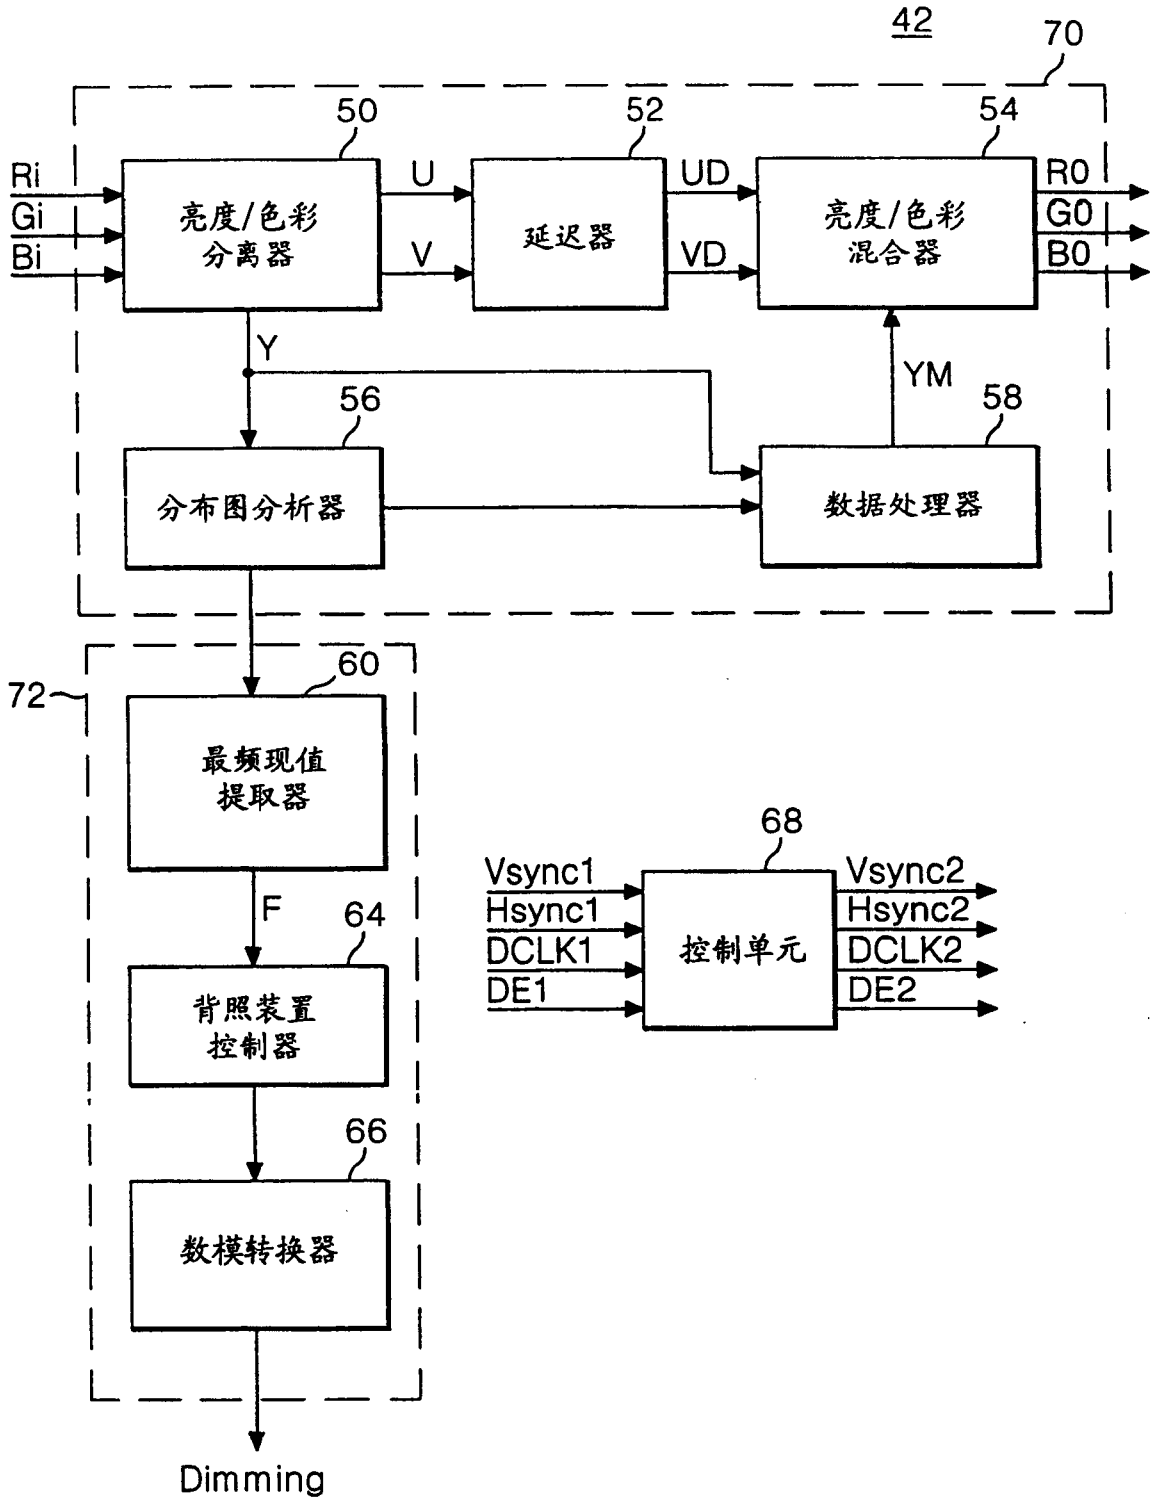 42
70
50
52
54
Ri
Gi
Bi
亮度/色彩
分离器
U
V
延迟器
UD
VD
亮度/色彩
混合器
R0
G0
B0
Y
YM
56
58
分布图分析器
数据处理器
72
60
最频现值
提取器
F
64
背照装置
控制器
66
数模转换器
Dimming
68
Vsync1
Hsync1
DCLK1
DE1
控制单元
Vsync2
Hsync2
DCLK2
DE2